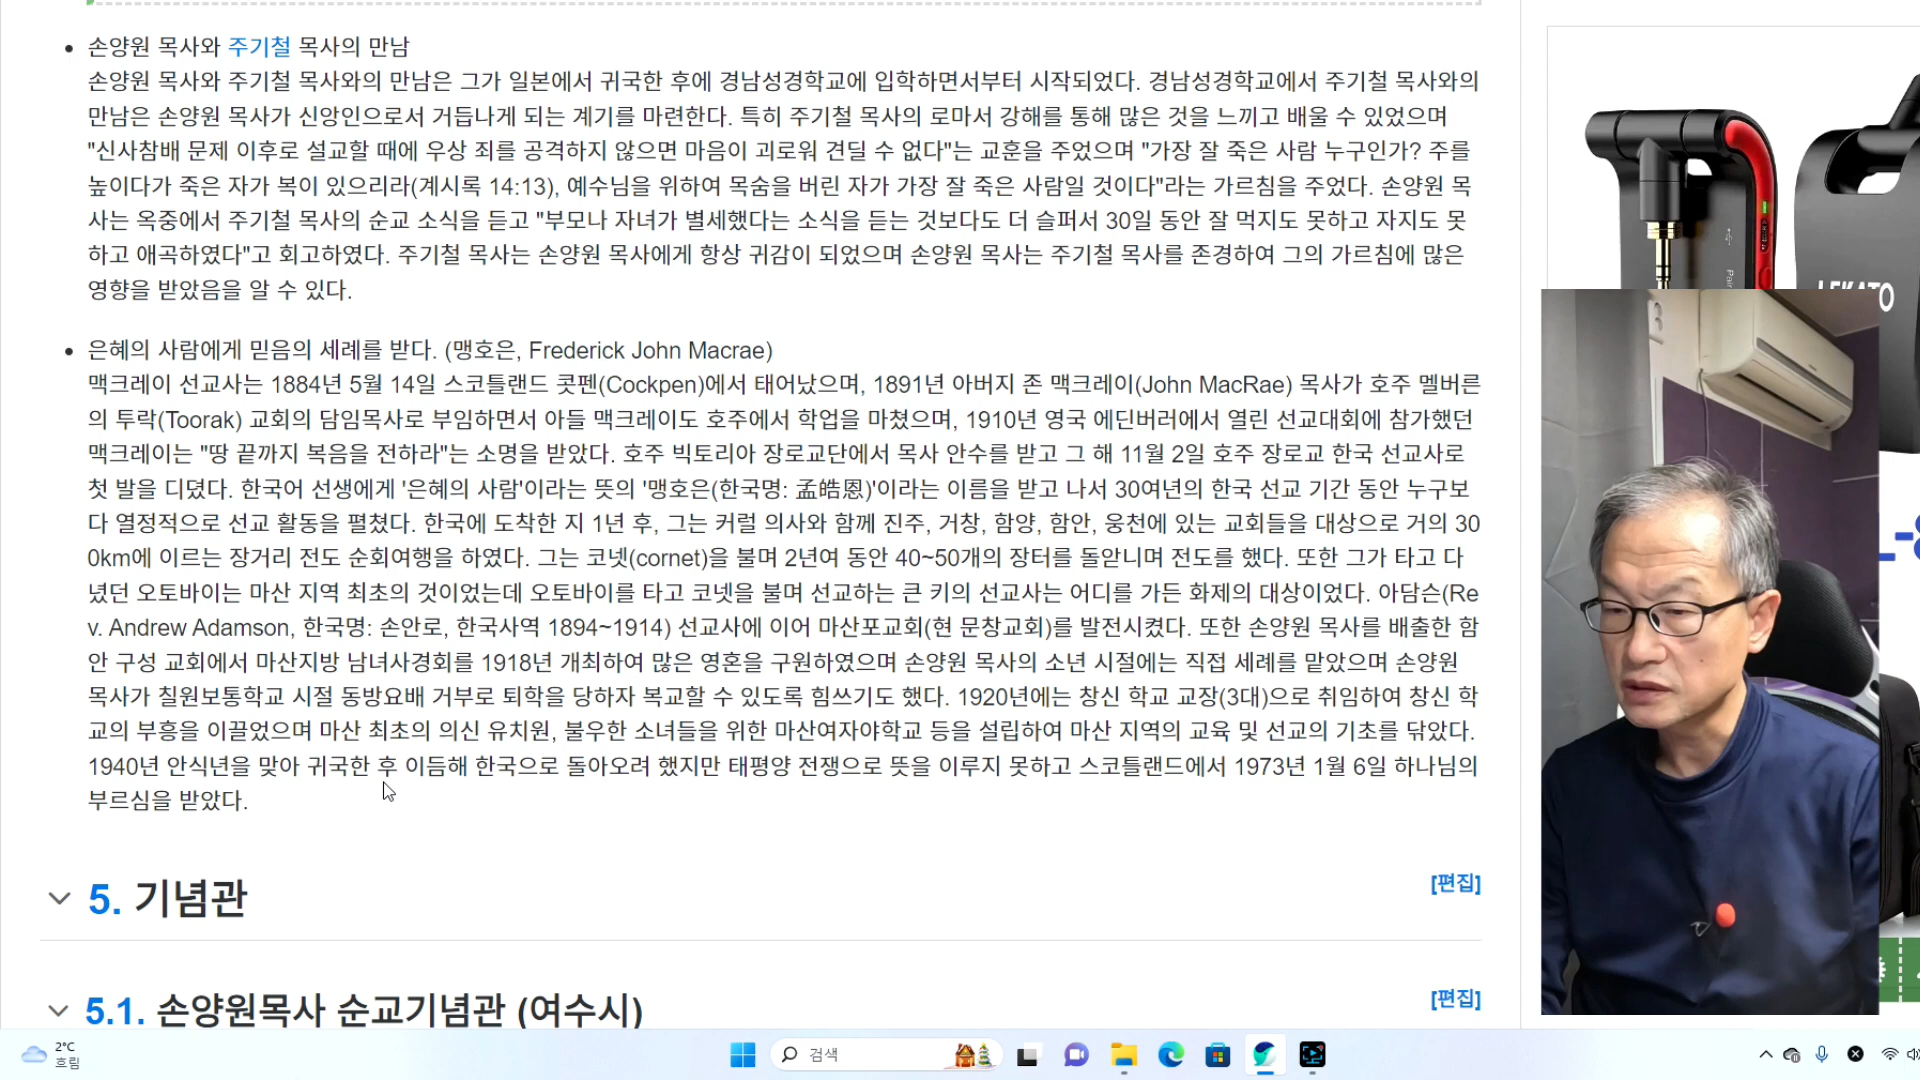 손양원 목사와 주기철 목사의 만남
손양원 목사와 주기철 목사와의 만남은 그가 일본에서 귀국한 후에 경남성경학교에 입학하면서부터 시작되었다. 경남성경학교에서 주기철 목사와의
만남은 손양원 목사가 신앙인으로서 거듭나게 되는 계기를 마련한다. 특히 주기철 목사의 로마서 강해를 통해 많은 것을 느끼고 배울 수 있었으며
"신사참배 문제 이후로 설교할 때에 우상 죄를 공격하지 않으면 마음이 괴로워 견딜 수 없다"는 교훈을 주었으며 "가장 잘 죽은 사람 누구인가? 주를
높이다가 죽은 자가 복이 있으리라(계시록 14:13), 예수님을 위하여 목숨을 버린 자가 가장 잘 죽은 사람일 것이다"라는 가르침을 주었다. 손양원 목
사는 옥중에서 주기철 목사의 순교 소식을 듣고 "부모나 자녀가 별세했다는 소식을 듣는 것보다도 더 슬퍼서 30일 동안 잘 먹지도 못하고 자지도 못
하고 애곡하였다"고 회고하였다. 주기철 목사는 손양원 목사에게 항상 귀감이 되었으며 손양원 목사는 주기철 목사를 존경하여 그의 가르침에 많은
영향을 받았음을 알 수 있다.
은혜의 사람에게 믿음의 세례를 받다. (맹호은, Frederick John Macrae)
맥크레이 선교사는 1884년 5월 14일 스코틀랜드 콧펜(Cockpen)에서 태어났으며, 1891년 아버지 존 맥크레이(John MacRae) 목사가 호주 멜버른
의 투락(Toorak) 교회의 담임목사로 부임하면서 아들 맥크레이도 호주에서 학업을 마쳤으며, 1910년 영국 에딘버러에서 열린 선교대회에 참가했던
맥크레이는 "땅 끝까지 복음을 전하라"는 소명을 받았다. 호주 빅토리아 장로교단에서 목사 안수를 받고 그 해 11월 2일 호주 장로교 한국 선교사로
첫 발을 디뎠다. 한국어 선생에게 '은혜의 사람'이라는 뜻의 '맹호은(한국명: 孟皓恩)'이라는 이름을 받고 나서 30여년의 한국 선교 기간 동안 누구보
다 열정적으로 선교 활동을 펼쳤다. 한국에 도착한 지 1년 후, 그는 커럴 의사와 함께 진주, 거창, 함양, 함안, 웅천에 있는 교회들을 대상으로 거의 30
0km에 이르는 장거리 전도 순회여행을 하였다. 그는 코넷(cornet)을 불며 2년여 동안 40~50개의 장터를 돌앋니며 전도를 했다. 또한 그가 타고 다
녔던 오토바이는 마산 지역 최초의 것이었는데 오토바이를 타고 코넷을 불며 선교하는 큰 키의 선교사는 어디를 가든 화제의 대상이었다. 아담슨(Re
v. Andrew Adamson, 한국명: 손안로, 한국사역 1894~1914) 선교사에 이어 마산포교회(현 문창교회)를 발전시켰다. 또한 손양원 목사를 배출한 함
안 구성 교회에서 마산지방 남녀사경회를 1918년 개최하여 많은 영혼을 구원하였으며 손양원 목사의 소년 시절에는 직접 세례를 맡았으며 손양원
목사가 칠원보통학교 시절 동방요배 거부로 퇴학을 당하자 복교할 수 있도록 힘쓰기도 했다. 1920년에는 창신 학교 교장(3대)으로 취임하여 창신 학
교의 부흥을 이끌었으며 마산 최초의 의신 유치원, 불우한 소녀들을 위한 마산여자야학교 등을 설립하여 마산 지역의 교육 및 선교의 기초를 닦았다.
1940년 안식년을 맞아 귀국한 후 이듬해 한국으로 돌아오려 했지만 태평양 전쟁으로 뜻을 이루지 못하고 스코틀랜드에서 1973년 1월 6일 하나님의
부르심을 받았다.
5. 기념관 [편집]
5.1. 손양원목사 순교기념관 (여수시) [편집]
2°C
흐림
검색